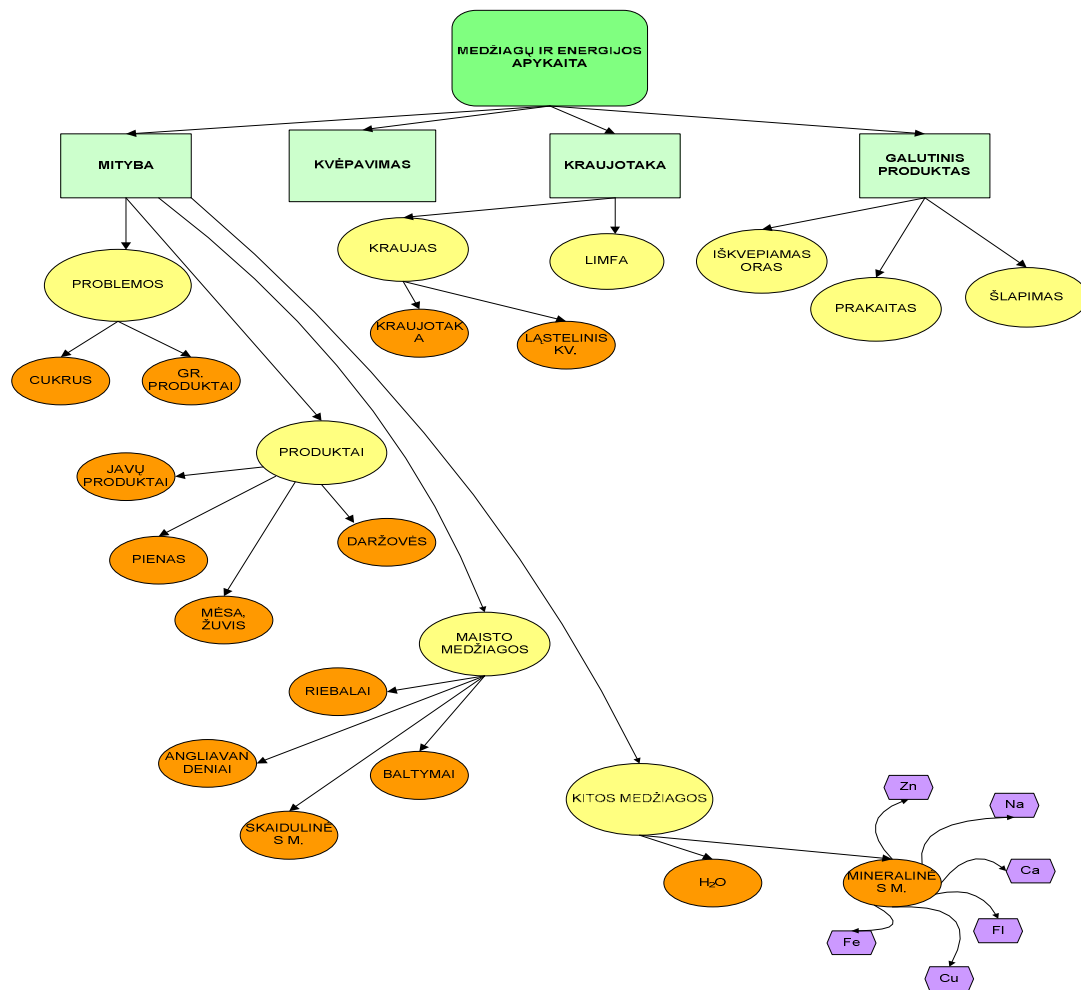 MEDŽIAGŲ IR ENERGIJOS
APYKAITA
MITYBA
KVĖPAVIMAS
KRAUJOTAKA
GALUTINIS
PRODUKTAS
PROBLEMOS
KRAUJAS
LIMFA
IŠKVEPIAMAS
ORAS
PRAKAITAS
ŠLAPIMAS
KRAUJOTAK
A
LĄSTELINIS
KV.
CUKRUS
GR.
PRODUKTAI
PRODUKTAI
JAVŲ
PRODUKTAI
PIENAS
MĖSA,
ŽUVIS
DARŽOVĖS
MAISTO
MEDŽIAGOS
RIEBALAI
ANGLIAVAN
DENIAI
SKAIDULINĖ
S M.
BALTYMAI
KITOS MEDŽIAGOS
H₂O
MINERALINĖ
S M.
Zn
Na
Ca
Fl
Cu
Fe